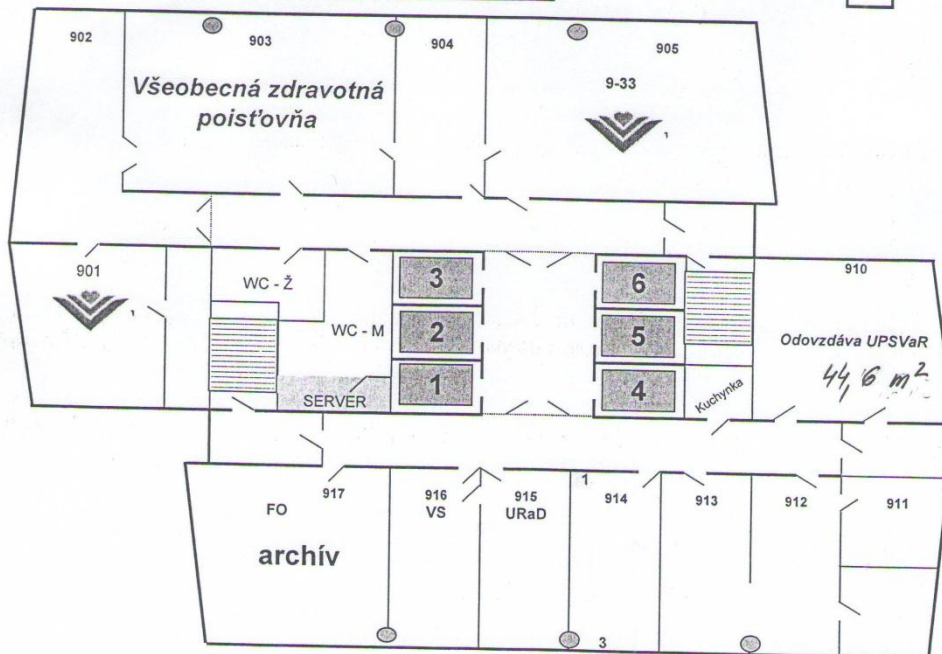 902
903
904
905
Všeobecná zdravotná
poisťovňa
9-33
1
901
1
WC - Ž
WC - M
SERVER
3
2
1
6
5
4
Kuchynka
910
Odovzdáva UPSVaR
44,6 m²
FO
917
archív
916
VS
915
URaD
1
914
913
912
911
3